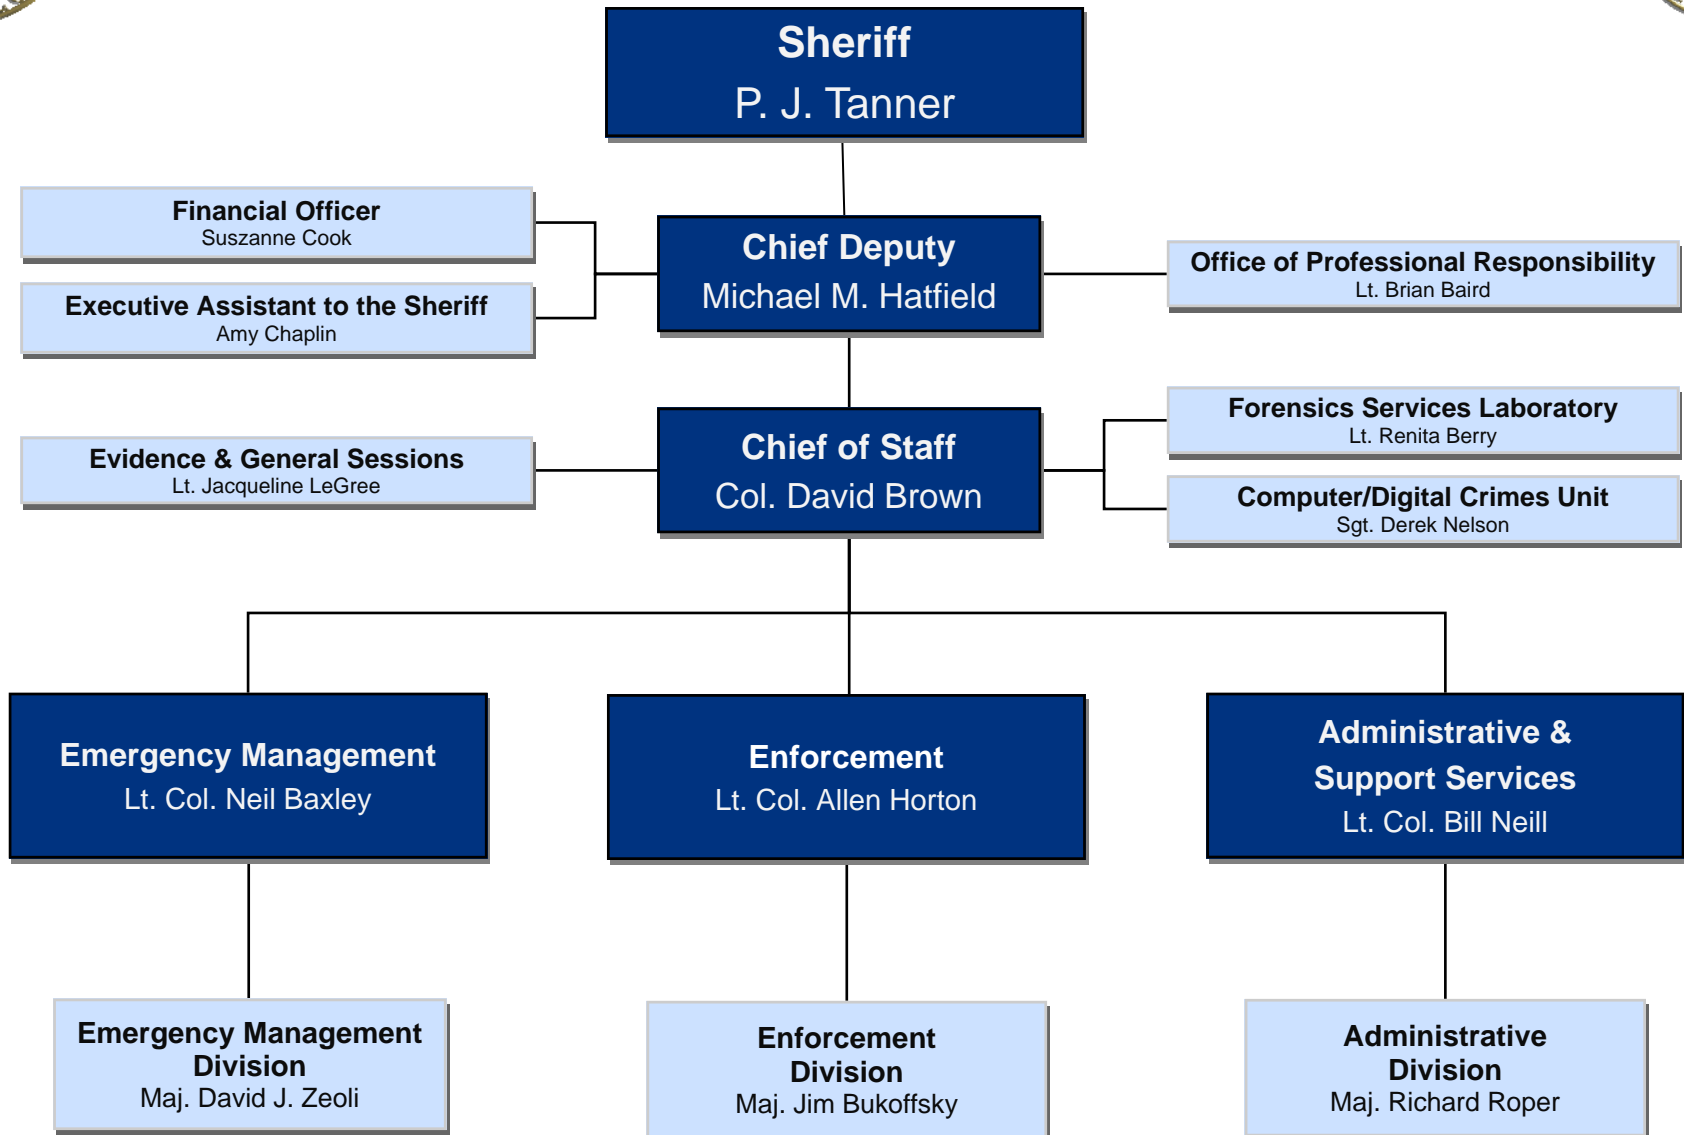 Sheriff
P. J. Tanner
Financial Officer
Suszanne Cook
Executive Assistant to the Sheriff
Amy Chaplin
Chief Deputy
Michael M. Hatfield
Office of Professional Responsibility
Lt. Brian Baird
Evidence & General Sessions
Lt. Jacqueline LeGree
Chief of Staff
Col. David Brown
Forensics Services Laboratory
Lt. Renita Berry
Computer/Digital Crimes Unit
Sgt. Derek Nelson
Emergency Management
Lt. Col. Neil Baxley
Enforcement
Lt. Col. Allen Horton
Administrative &
Support Services
Lt. Col. Bill Neill
Emergency Management
Division
Maj. David J. Zeoli
Enforcement
Division
Maj. Jim Bukoffsky
Administrative
Division
Maj. Richard Roper